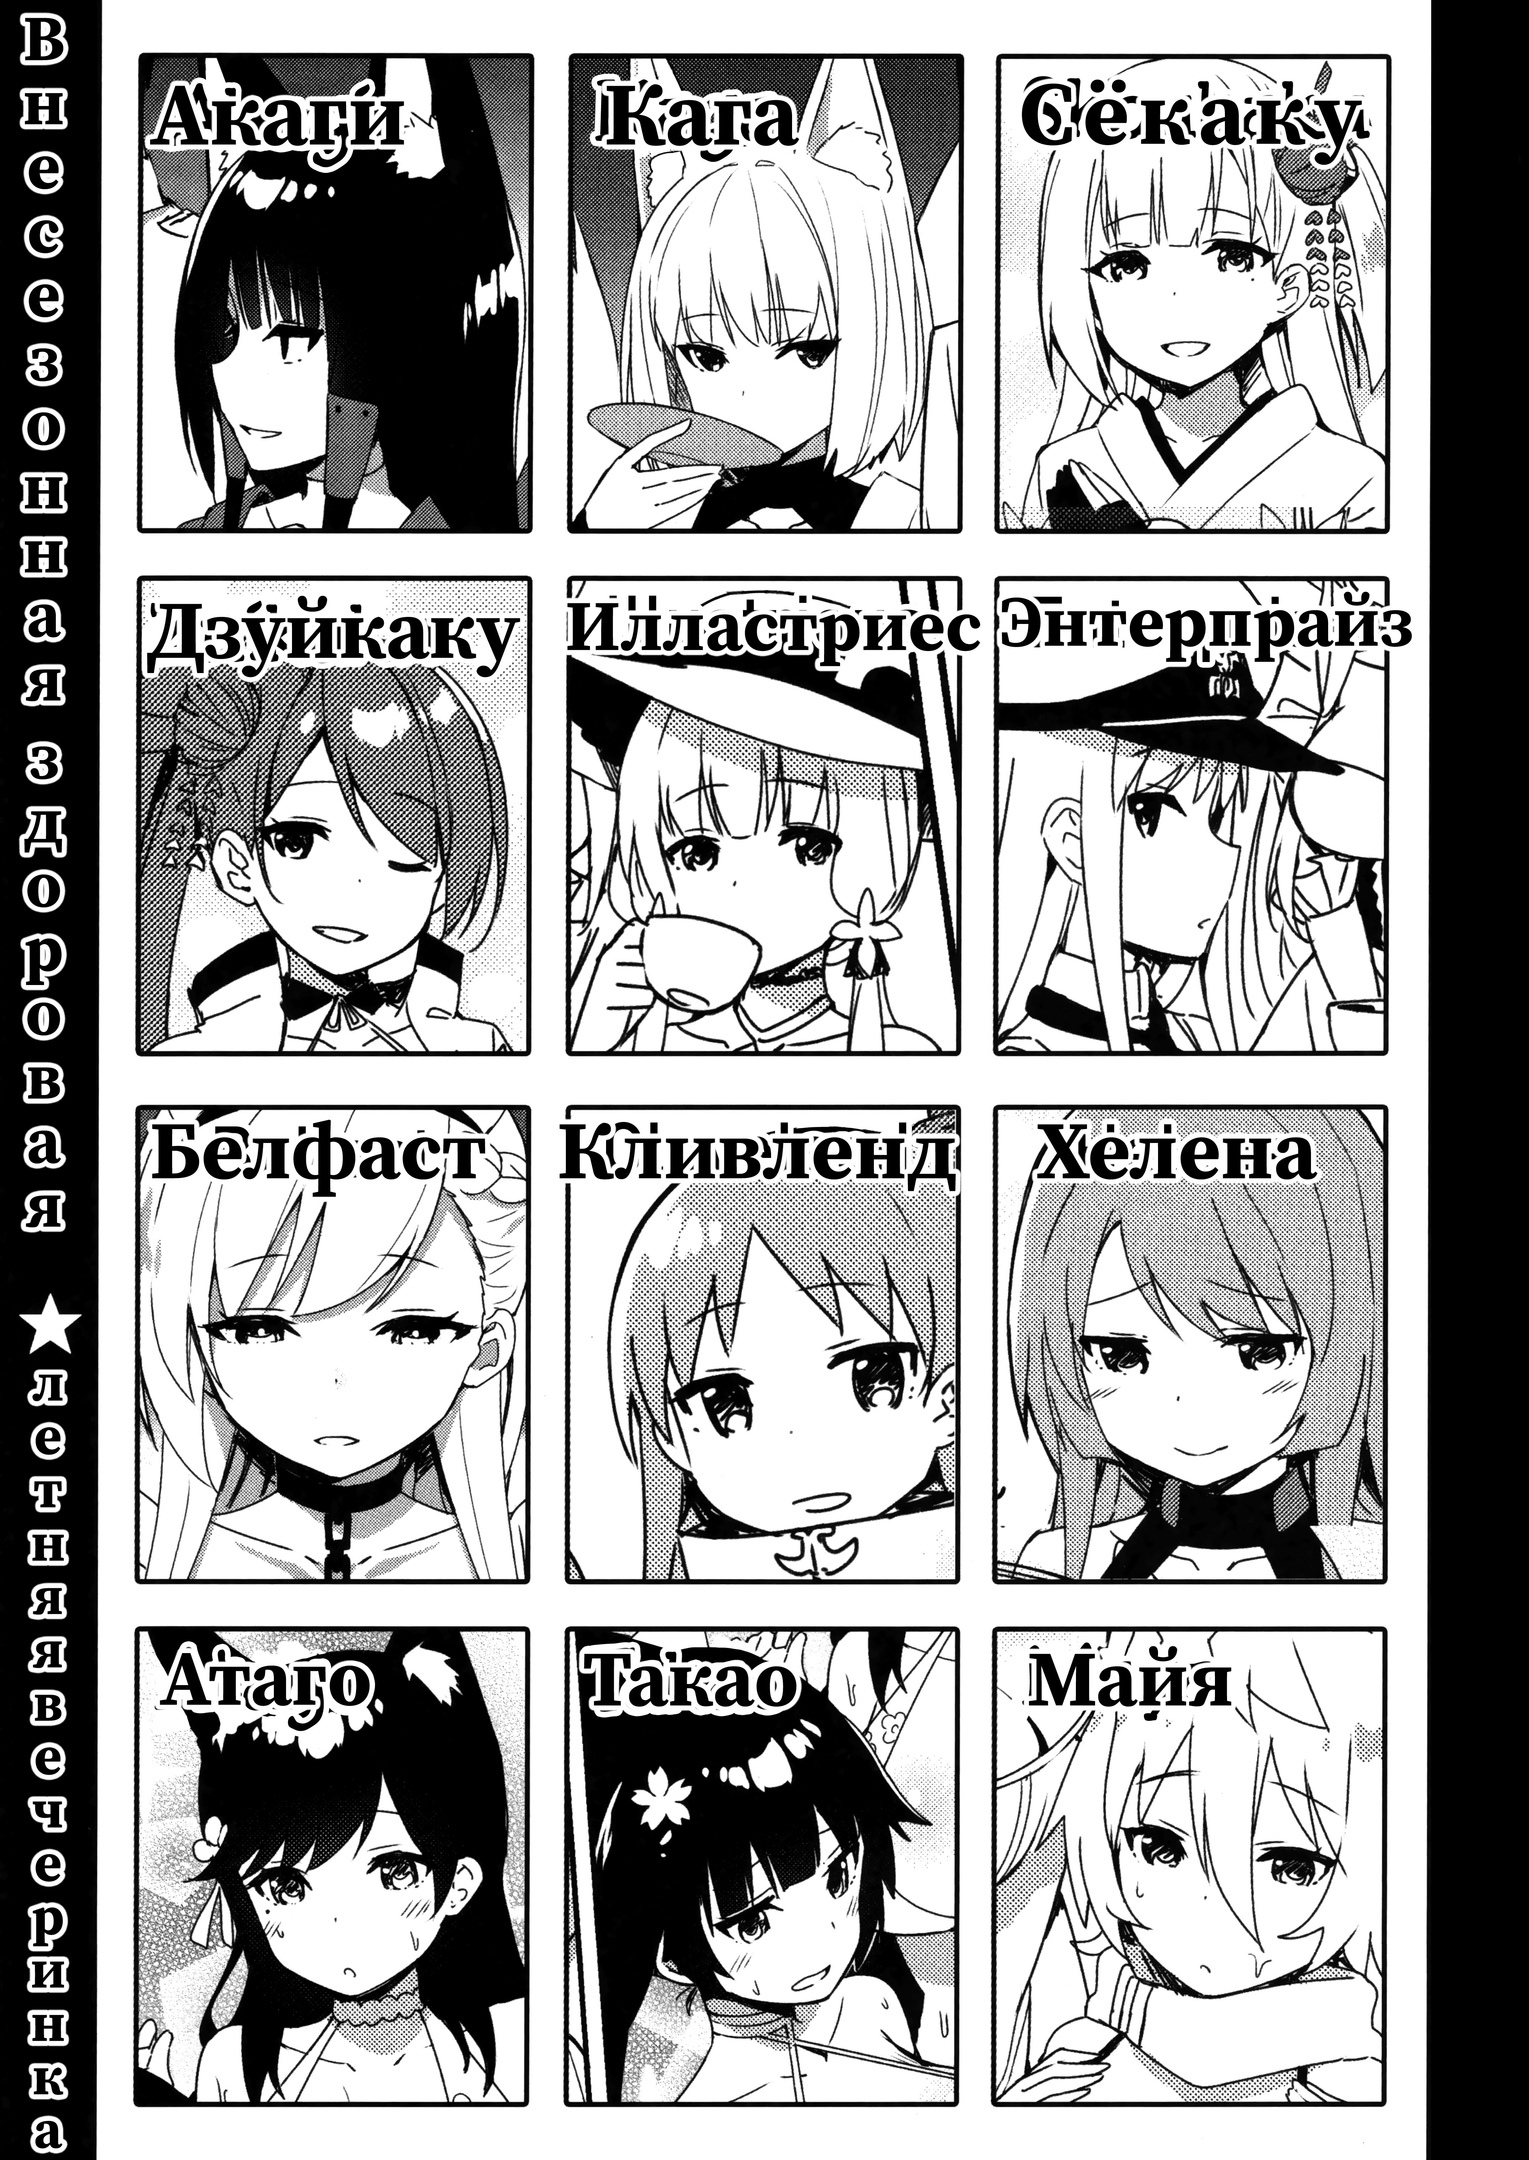 Внесезонная здоровая ★ летняя вечеринка
Акаги
Кага
Сёкаку
Дзуйкаку
Илластриес
Энтерпрайз
Белфаст
Кливленд
Хелена
Атаго
Такао
Майя